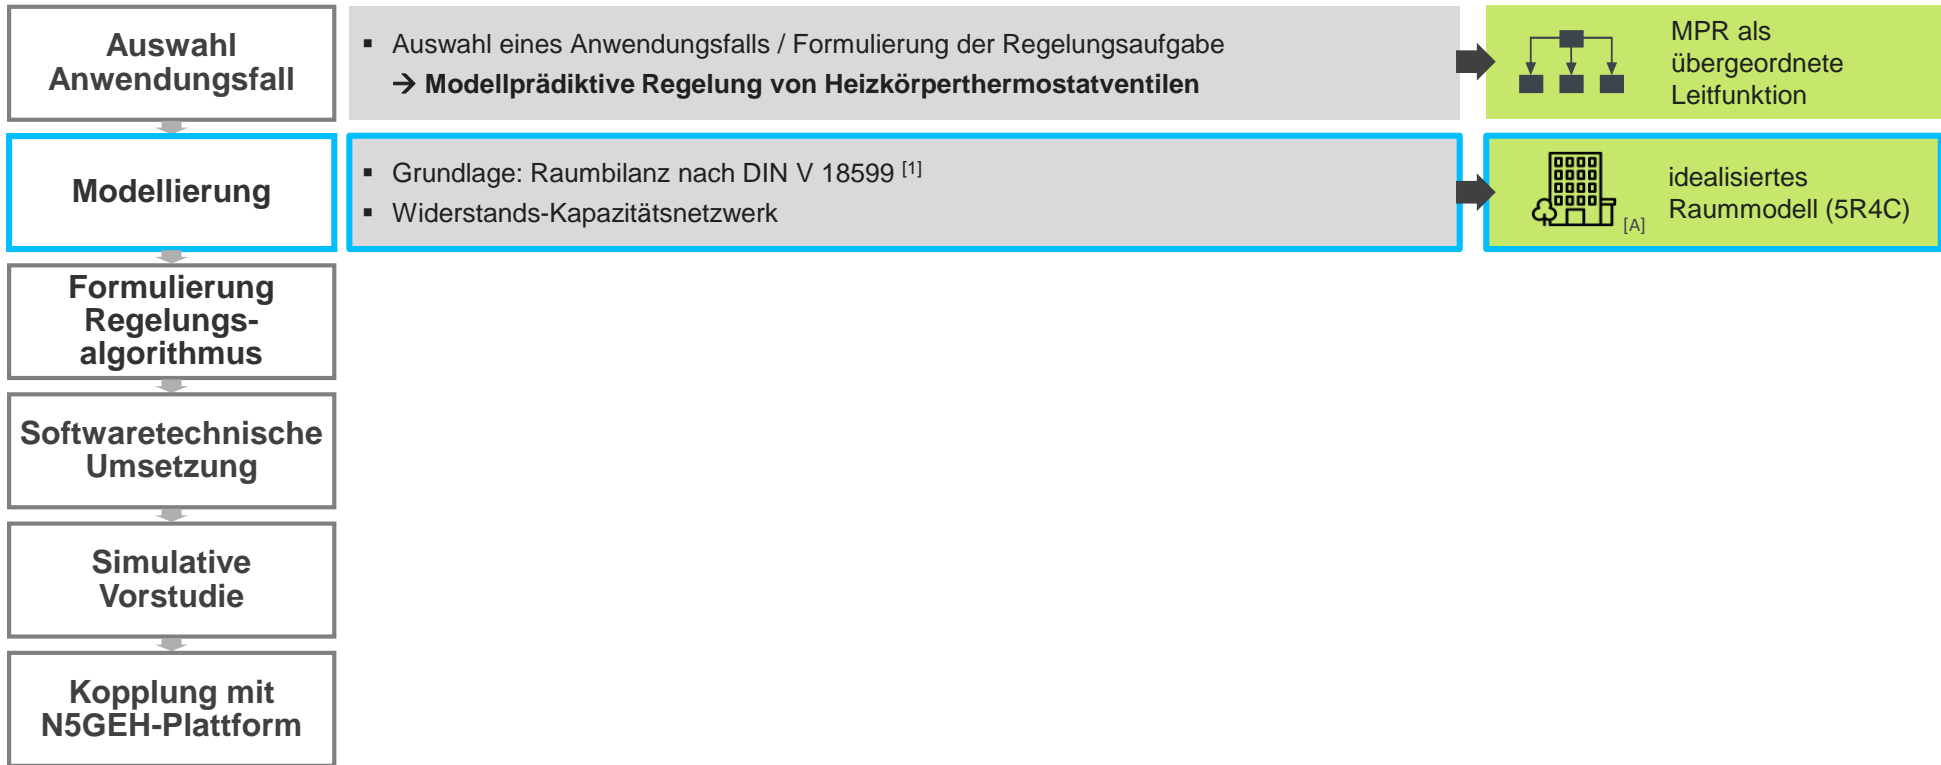 Auswahl
Anwendungsfall
▪ Auswahl eines Anwendungsfalls / Formulierung der Regelungsaufgabe
→ Modellprädiktive Regelung von Heizkörperthermostatventilen
MPR als
übergeordnete
Leitfunktion
Modellierung
▪ Grundlage: Raumbilanz nach DIN V 18599 [1]
▪ Widerstands-Kapazitätsnetzwerk
[A]
idealisiertes
Raummodell (5R4C)
Formulierung
Regelungs-
algorithmus
Softwaretechnische
Umsetzung
Simulative
Vorstudie
Kopplung mit
N5GEH-Plattform